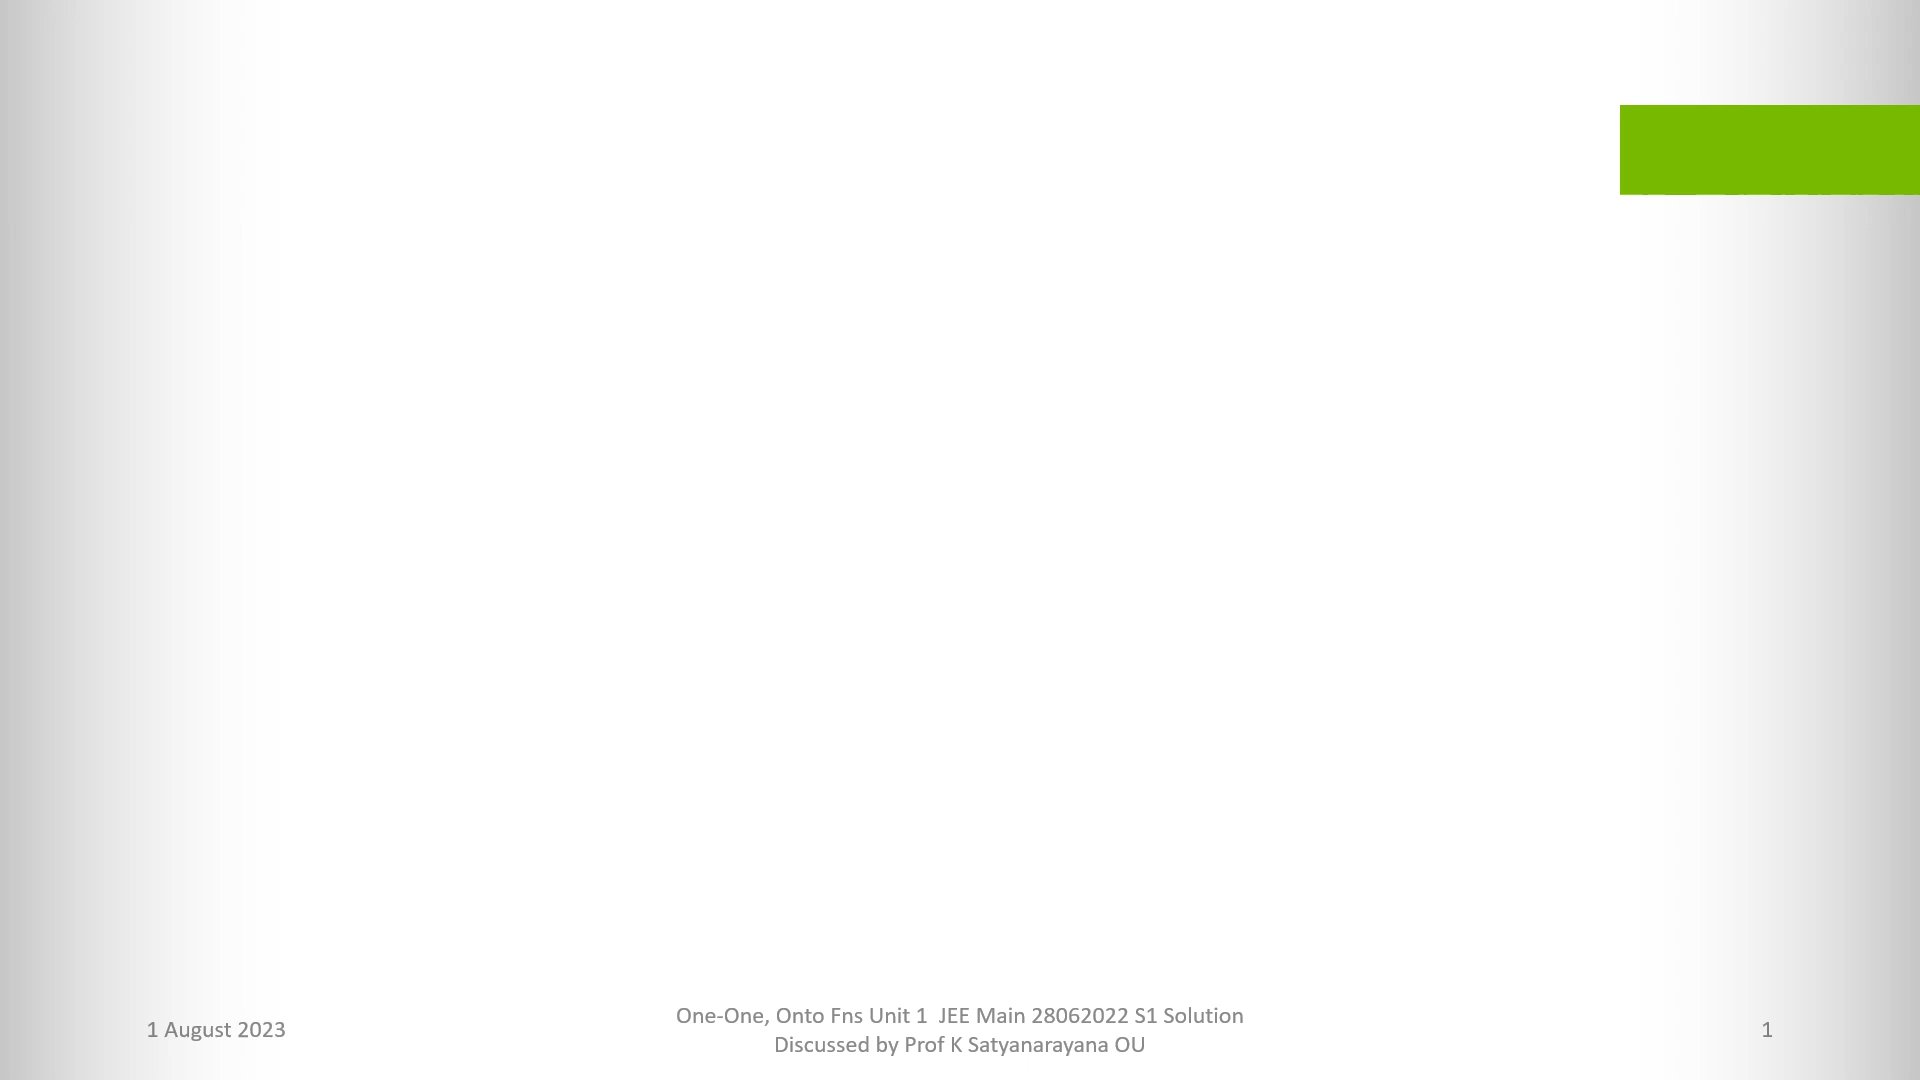 1 August 2023
One-One, Onto Fns Unit 1  JEE Main 28062022 S1 Solution
Discussed by Prof K Satyanarayana OU
1